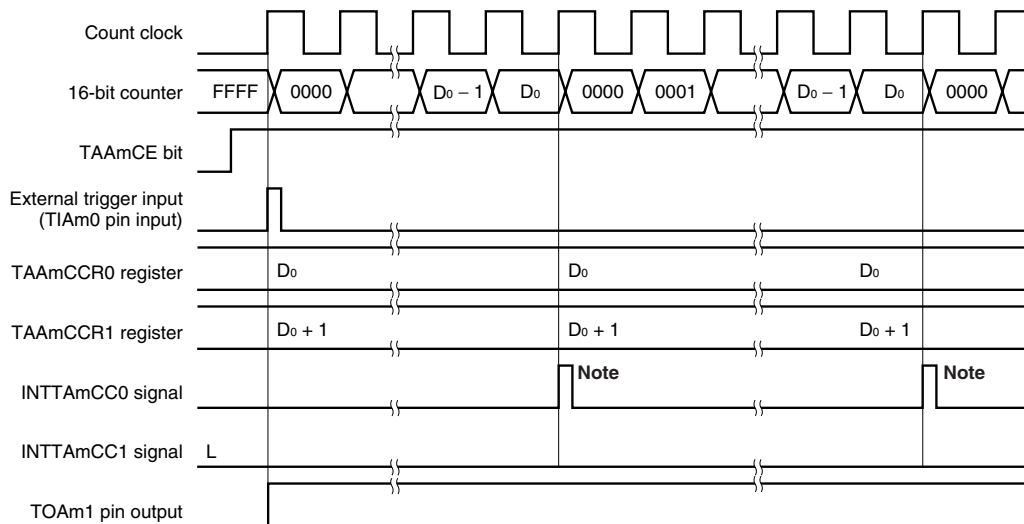 Count clock
16-bit counter FFFF 0000 D0 − 1 D0 0000 0001 D0 − 1 D0 0000
TAAmCE bit
External trigger input
(TIAm0 pin input)
TAAmCCR0 register D0 D0 D0
TAAmCCR1 register D0 + 1 D0 + 1 D0 + 1
INTTAmCC0 signal Note Note
INTTAmCC1 signal L
TOAm1 pin output